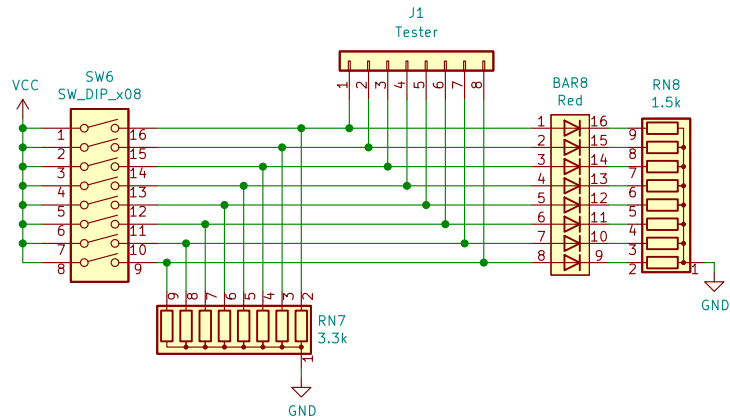 J1
Tester
1 2 3 4 5 6 7 8
VCC
SW6
SW_DIP_x08
1 16
2 15
3 14
4 13
5 12
6 11
7 10
8 9
BAR8
Red
1 16
2 15
3 14
4 13
5 12
6 11
7 10
8 9
RN8
1.5k
9
8
7
6
5
4
3
2 1
GND
9 8 7 6 5 4 3 2
RN7
3.3k
1
GND